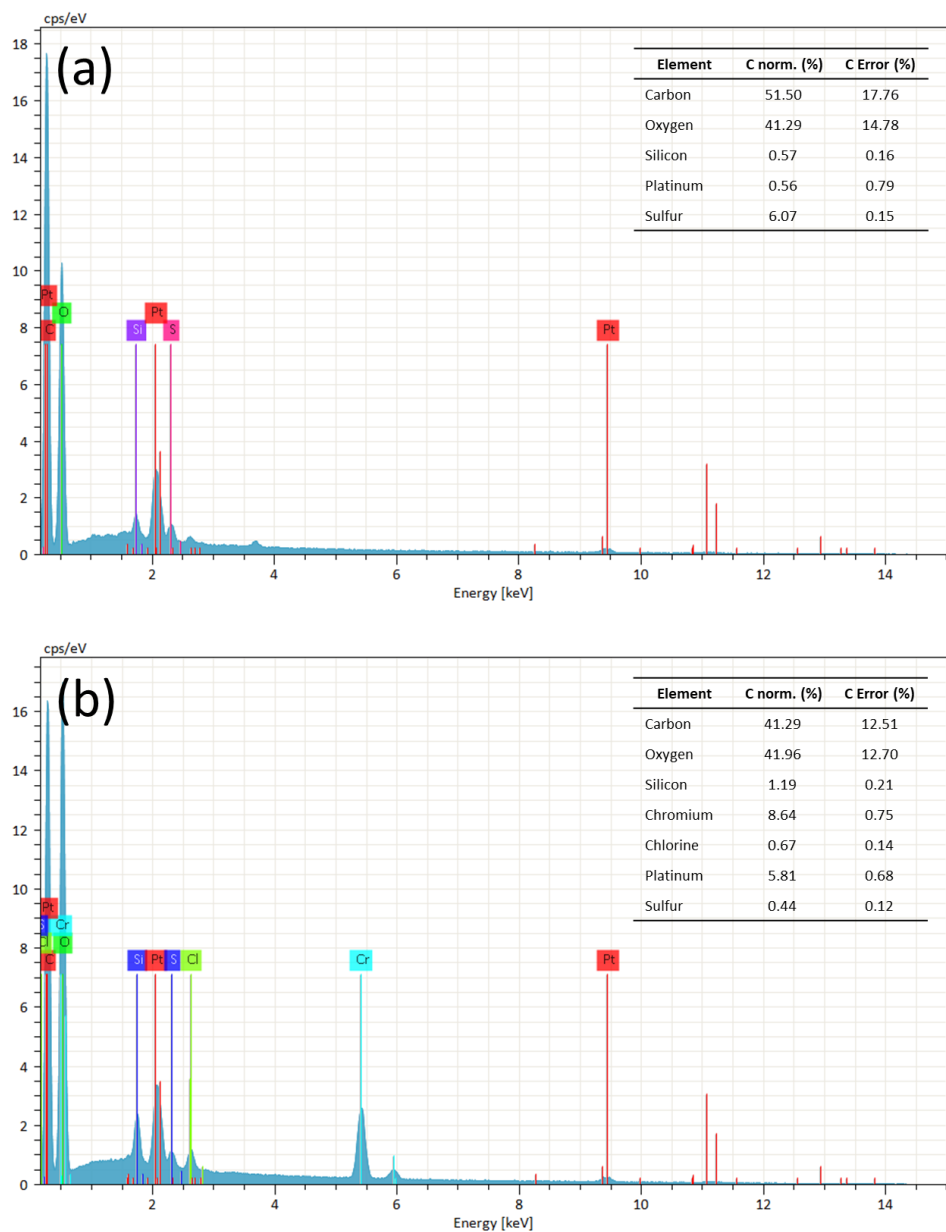 cps/eV
18
(a)
Element C norm. (%) C Error (%)
Carbon 51.50 17.76
16
Oxygen 41.29 14.78
Silicon 0.57 0.16
14
Platinum 0.56 0.79
Sulfur 6.07 0.15
12
10
Pt
O Pt
8
C Si S Pt
6
4
2
0
2 4 6 8 10 12 14
Energy [keV]
cps/eV
(b)
Element C norm. (%) C Error (%)
16
Carbon 41.29 12.51
Oxygen 41.96 12.70
14
Silicon 1.19 0.21
Chromium 8.64 0.75
12
Chlorine 0.67 0.14
Platinum 5.81 0.68
10
Sulfur 0.44 0.12
Pt
S Cr
8
Cl O
C Si Pt S Cl Cr Pt
6
4
2
0
2 4 6 8 10 12 14
Energy [keV]